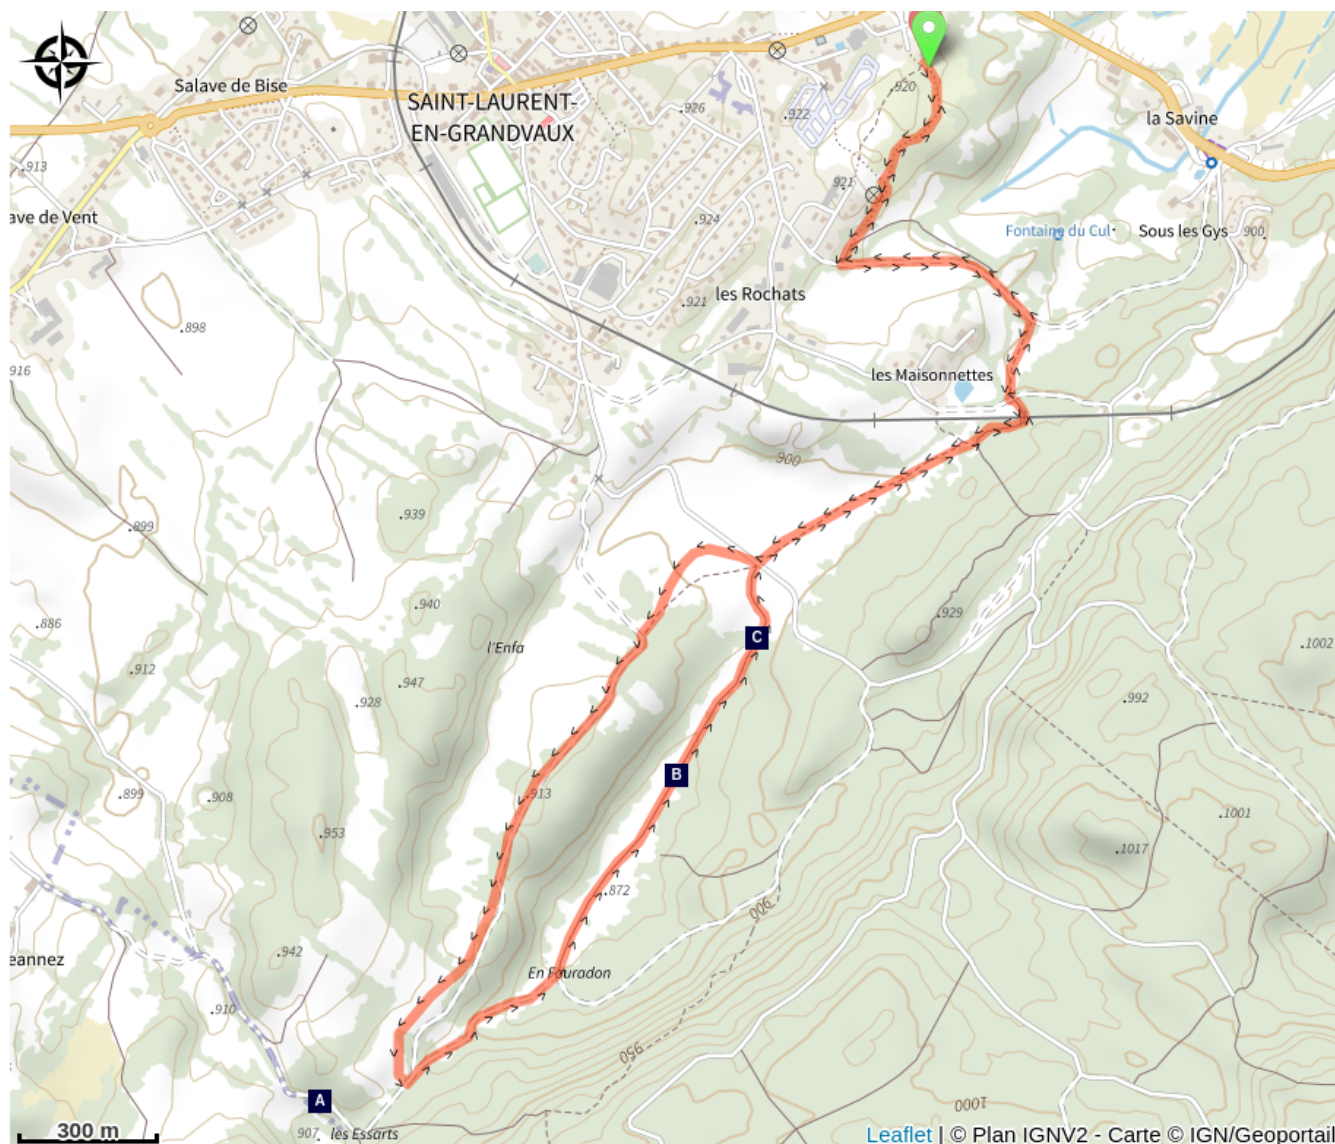 Salave de Bise
SAINT-LAURENT-
EN-GRANDVAUX
.926
.922
.920
la Savine
.913
ave de Vent
921
.924
Fontaine du Cul
Sous les Gys
900.
.898
.921
les Rochats
916
les Maisonnettes
900
.939
.899
.940
.929
.886
l'Enfa
.1002
.912
.947
.928
.992
C
B
.899
.908
.913
.953
.1001
.1017
.872
900
.942
eannez
En Fouradon
.910
950
A
907.
les Essarts
1000
300 m
Leaflet | © Plan IGNV2 - Carte © IGN/Geoportail